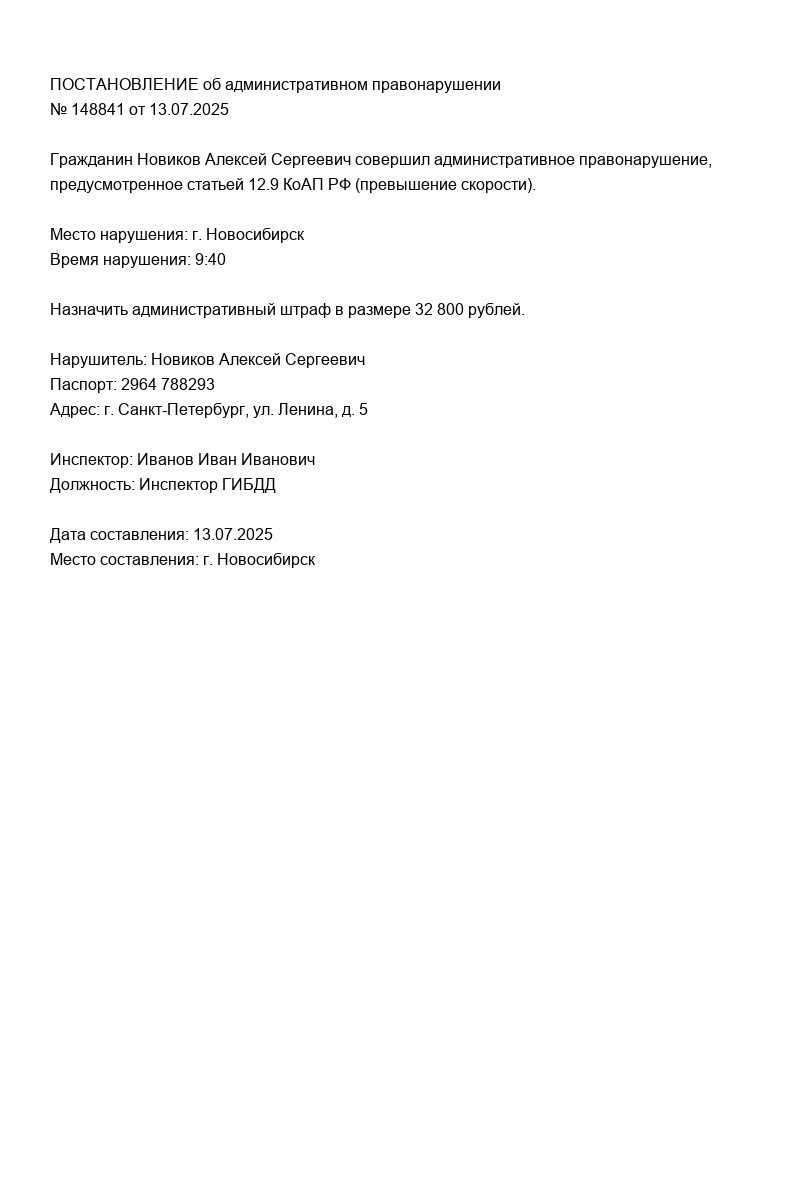 ПОСТАНОВЛЕНИЕ об административном правонарушении
№ 148841 от 13.07.2025
Гражданин Новиков Алексей Сергеевич совершил административное правонарушение,
предусмотренное статьей 12.9 КоАП РФ (превышение скорости).
Место нарушения: г. Новосибирск
Время нарушения: 9:40
Назначить административный штраф в размере 32 800 рублей.
Нарушитель: Новиков Алексей Сергеевич
Паспорт: 2964 788293
Адрес: г. Санкт-Петербург, ул. Ленина, д. 5
Инспектор: Иванов Иван Иванович
Должность: Инспектор ГИБДД
Дата составления: 13.07.2025
Место составления: г. Новосибирск